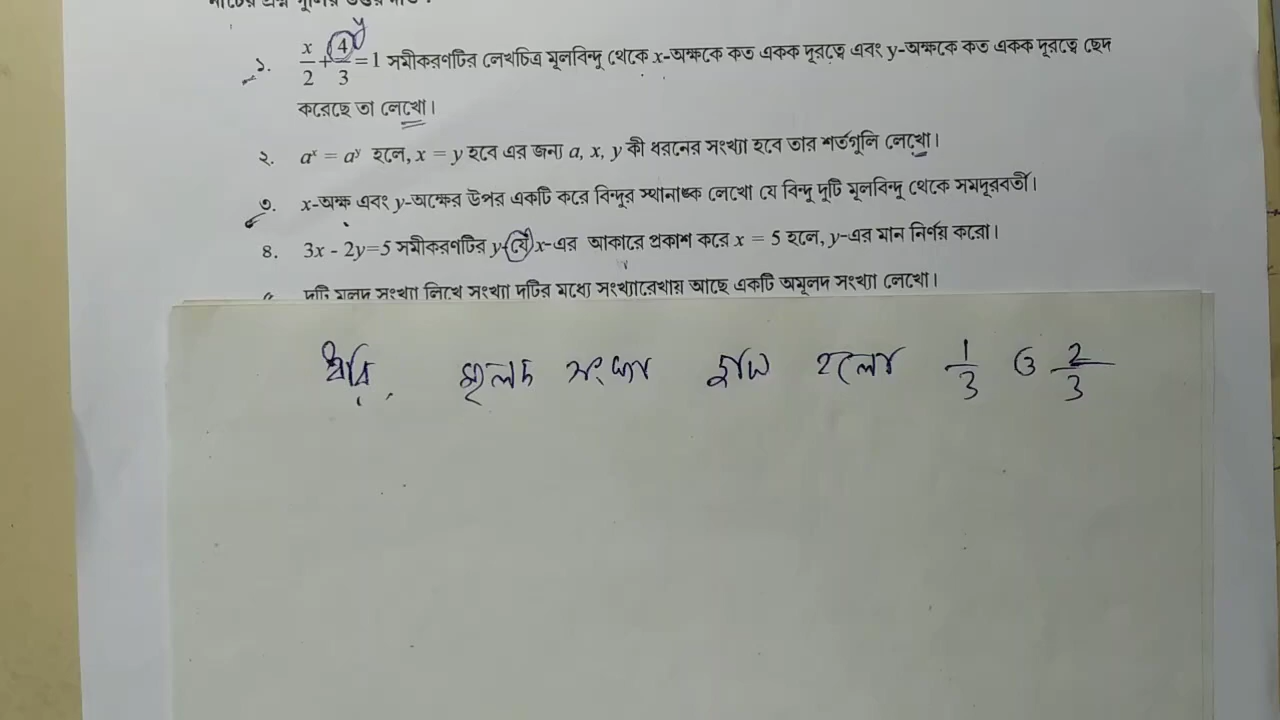 ১. x/2 + 4/3 = 1 সমীকরণটির লেখচিত্র মূলবিন্দু থেকে x-অক্ষকে কত একক দূরত্বে এবং y-অক্ষকে কত একক দূরত্বে ছেদ
y
করেছে তা লেখো।
২. aˣ = aʸ হলে, x = y হবে এর জন্য a, x, y কী ধরনের সংখ্যা হবে তার শর্তগুলি লেখো।
৩. x-অক্ষ এবং y-অক্ষের উপর একটি করে বিন্দুর স্থানাঙ্ক লেখো যে বিন্দু দুটি মূলবিন্দু থেকে সমদূরবর্তী।
৪. 3x - 2y=5 সমীকরণটির y-যে x-এর আকারে প্রকাশ করে x = 5 হলে, y-এর মান নির্ণয় করো।
দুটি মূলদ সংখ্যা লিখে সংখ্যা দুটির মধ্যে সংখ্যারেখায় আছে একটি অমূলদ সংখ্যা লেখো।
ধরি, মূলদ সংখ্যা হলো 1/3 ও 2/3